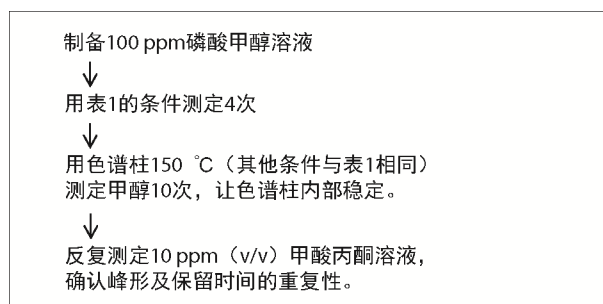 制备100 ppm磷酸甲醇溶液
↓
用表1的条件测定4次
↓
用色谱柱150 ℃（其他条件与表1相同）
测定甲醇10次，让色谱柱内部稳定。
↓
反复测定10 ppm（v/v）甲酸丙酮溶液，
确认峰形及保留时间的重复性。